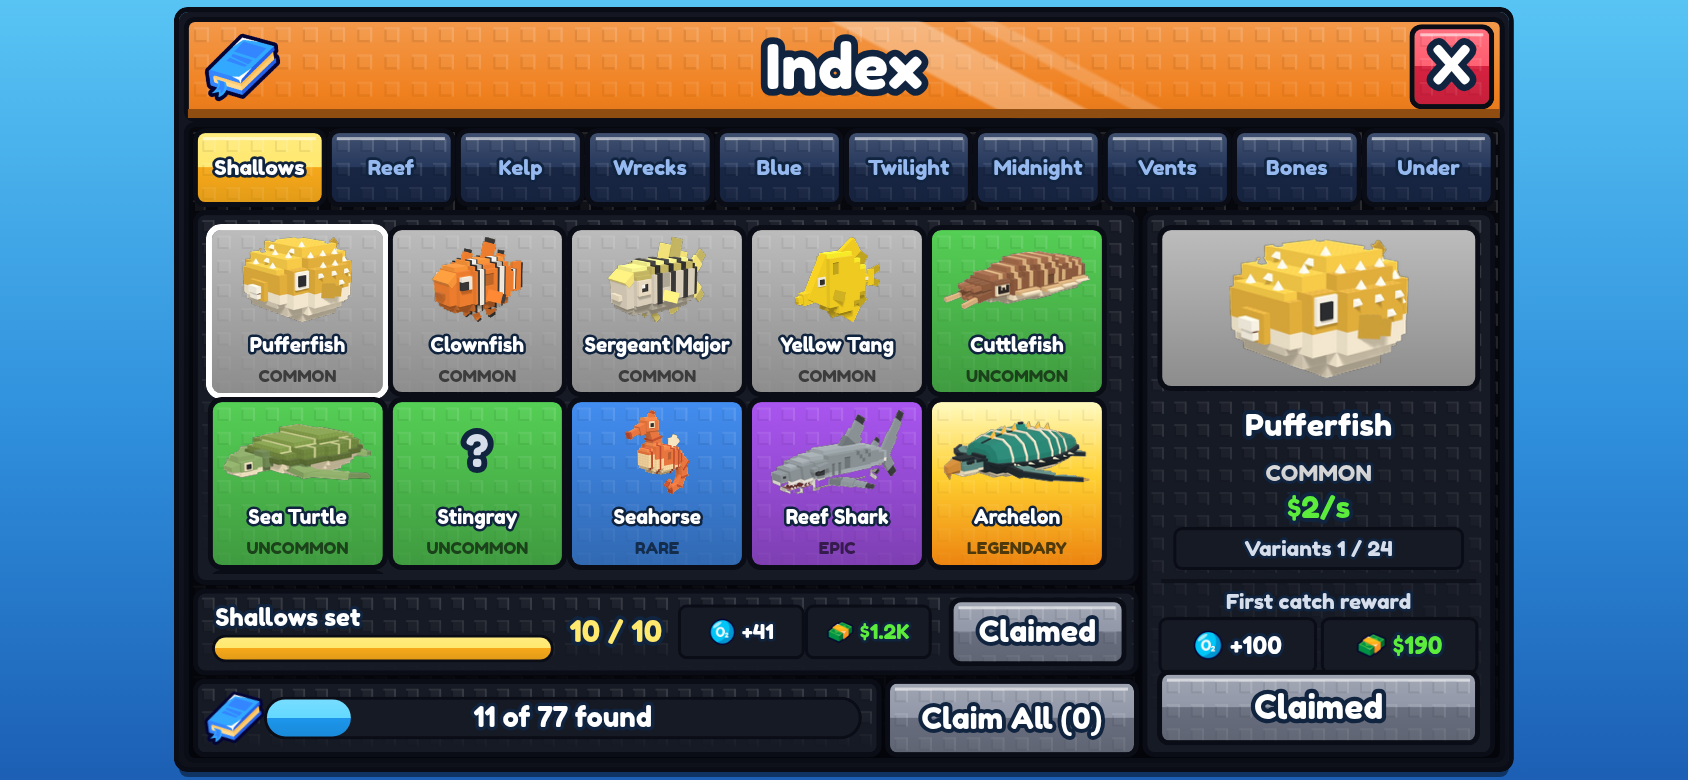 Index
X
Shallows
Reef
Kelp
Wrecks
Blue
Twilight
Midnight
Vents
Bones
Under
Pufferfish
COMMON
Clownfish
COMMON
Sergeant Major
COMMON
Yellow Tang
COMMON
Cuttlefish
UNCOMMON
Sea Turtle
UNCOMMON
?
Stingray
UNCOMMON
Seahorse
RARE
Reef Shark
EPIC
Archelon
LEGENDARY
Shallows set
10 / 10
O₂ +41
$1.2K
Claimed
11 of 77 found
Claim All (0)
Pufferfish
COMMON
$2/s
Variants 1 / 24
First catch reward
O₂ +100
$190
Claimed